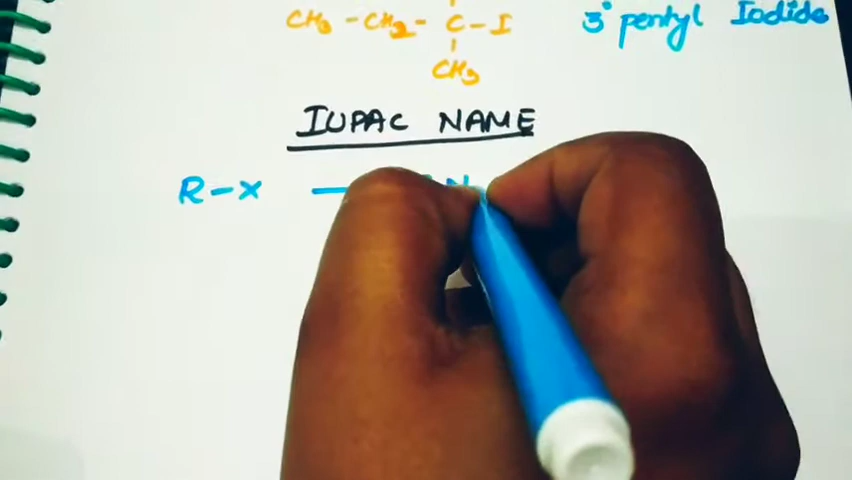 CH₃ - CH₂ - C - I 3° pentyl Iodide
CH₃
IUPAC NAME
R - X —